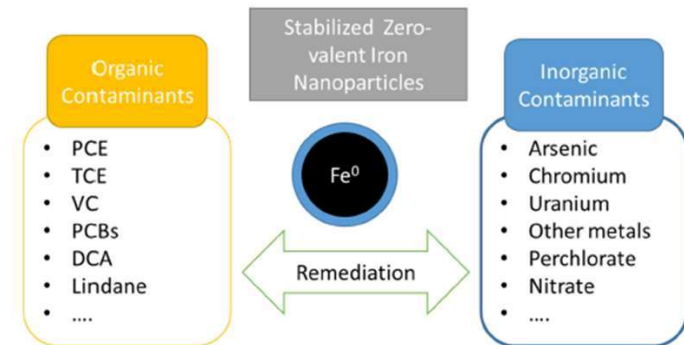 Stabilized Zero-
valent Iron
Nanoparticles
Organic
Contaminants
• PCE
• TCE
• VC
• PCBs
• DCA
• Lindane
• ....
Fe⁰
Remediation
Inorganic
Contaminants
• Arsenic
• Chromium
• Uranium
• Other metals
• Perchlorate
• Nitrate
• ....